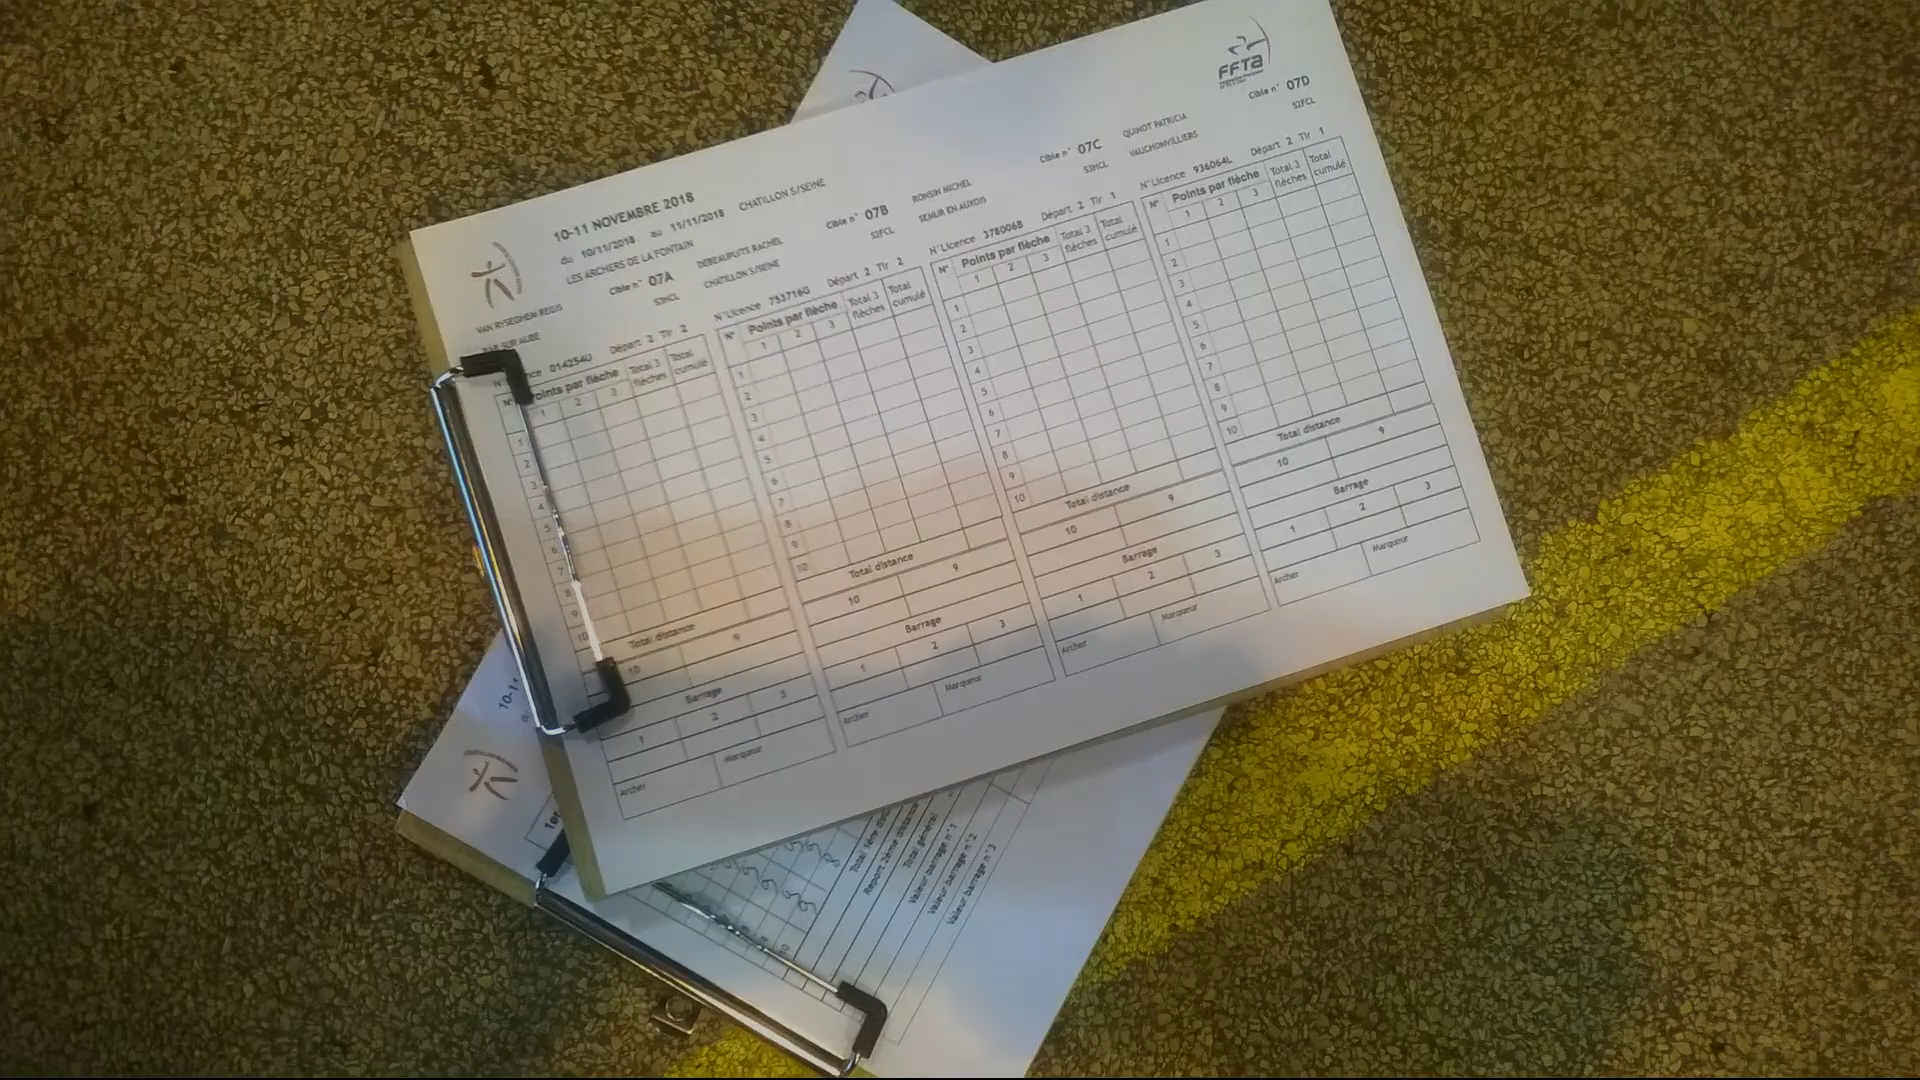 FFTA
10-11 NOVEMBRE 2018
du 10/11/2018 au 11/11/2018 CHATILLON S/SEINE
LES ARCHERS DE LA FONTAIN
Cible n° 07A
VAN RYSEGHEM REGIS
S3HCL
BAR SUR AUBE
014254U Départ 2 Tir 2
N° Points par flèche Total 3 flèches Total cumulé
1 2 3
1
2
3
4
5
6
7
8
9
10
Total distance
10 9
Barrage
1 2 3
Archer Marqueur
Cible n° 07B
DEBEAUPUITS RACHEL
S2FCL
CHATILLON S/SEINE
N°Licence 753716G Départ 2 Tir 2
N° Points par flèche Total 3 flèches Total cumulé
1 2 3
1
2
3
4
5
6
7
8
9
10
Total distance
10 9
Barrage
1 2 3
Archer Marqueur
Cible n° 07C
RONSIN MICHEL
S3HCL
SEMUR EN AUXOIS
N°Licence 378006B Départ 2 Tir 1
N° Points par flèche Total 3 flèches Total cumulé
1 2 3
1
2
3
4
5
6
7
8
9
10
Total distance
10 9
Barrage
1 2 3
Archer Marqueur
Cible n° 07D
QUINOT PATRICIA
S2FCL
VAUCHONVILLIERS
N°Licence 936064L Départ 2 Tir 1
N° Points par flèche Total 3 flèches Total cumulé
1 2 3
1
2
3
4
5
6
7
8
9
10
Total distance
10 9
Barrage
1 2 3
Archer Marqueur
10-11
1er
Total 1ère dist
Report 2ème distance
Total général
Valeur barrage n°1
Valeur barrage n°2
Valeur barrage n°3